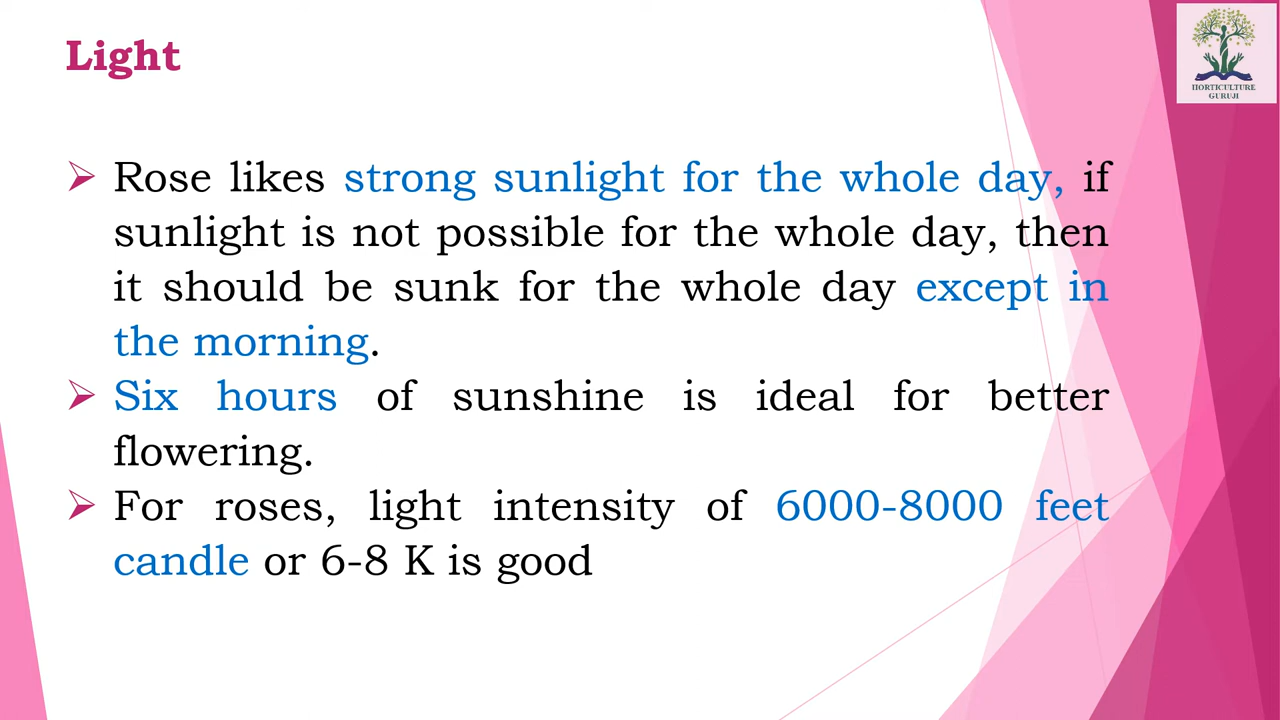 Light
HORTICULTURE
GURUJI
Rose likes strong sunlight for the whole day, if
sunlight is not possible for the whole day, then
it should be sunk for the whole day except in
the morning.
Six hours of sunshine is ideal for better
flowering.
For roses, light intensity of 6000-8000 feet
candle or 6-8 K is good